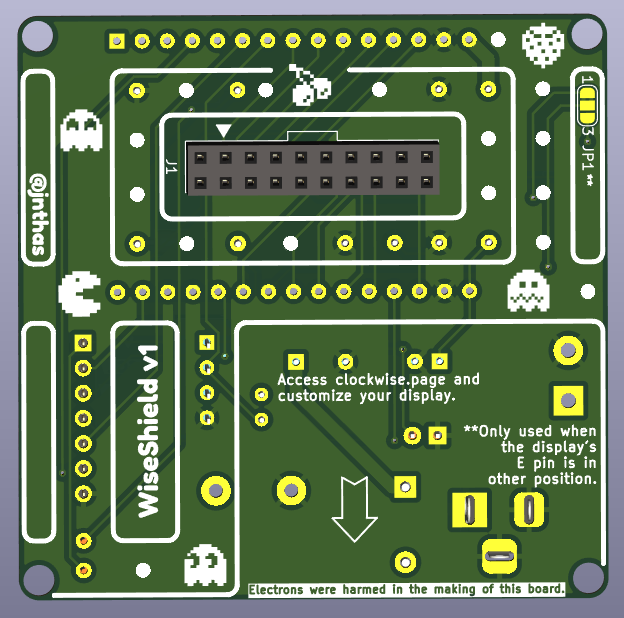 1
3 JP1**
J1
@jnthas
WiseShield v1
Access clockwise.page and
customize your display.
**Only used when
the display's
E pin is in
other position.
Electrons were harmed in the making of this board.